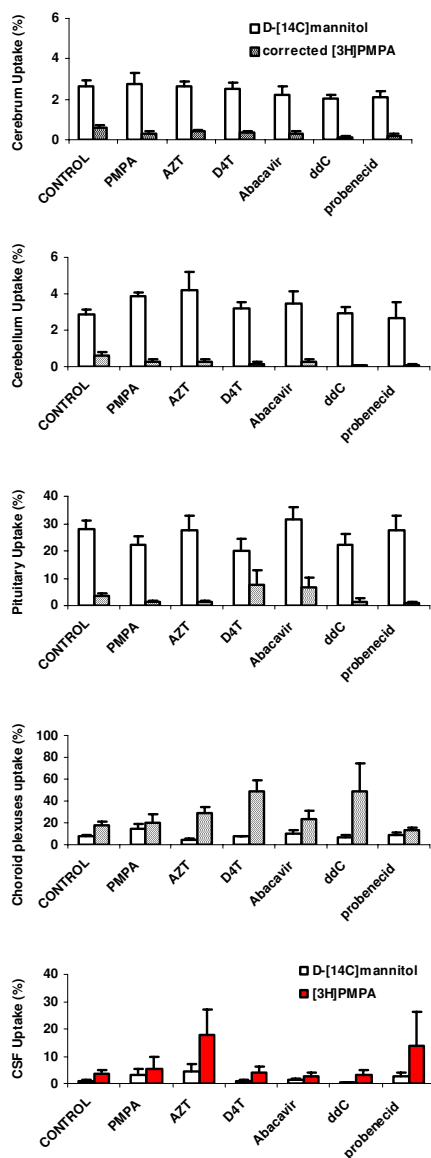 D-[14C]mannitol
corrected [3H]PMPA
Cerebrum Uptake (%)
6
4
2
0
CONTROL
PMPA
AZT
D4T
Abacavir
ddC
probenecid
Cerebellum Uptake (%)
6
4
2
0
CONTROL
PMPA
AZT
D4T
Abacavir
ddC
probenecid
Pituitary Uptake (%)
40
30
20
10
0
CONTROL
PMPA
AZT
D4T
Abacavir
ddC
probenecid
Choroid plexuses uptake (%)
100
80
60
40
20
0
CONTROL
PMPA
AZT
D4T
Abacavir
ddC
probenecid
D-[14C]mannitol
[3H]PMPA
CSF Uptake (%)
40
30
20
10
0
CONTROL
PMPA
AZT
D4T
Abacavir
ddC
probenecid